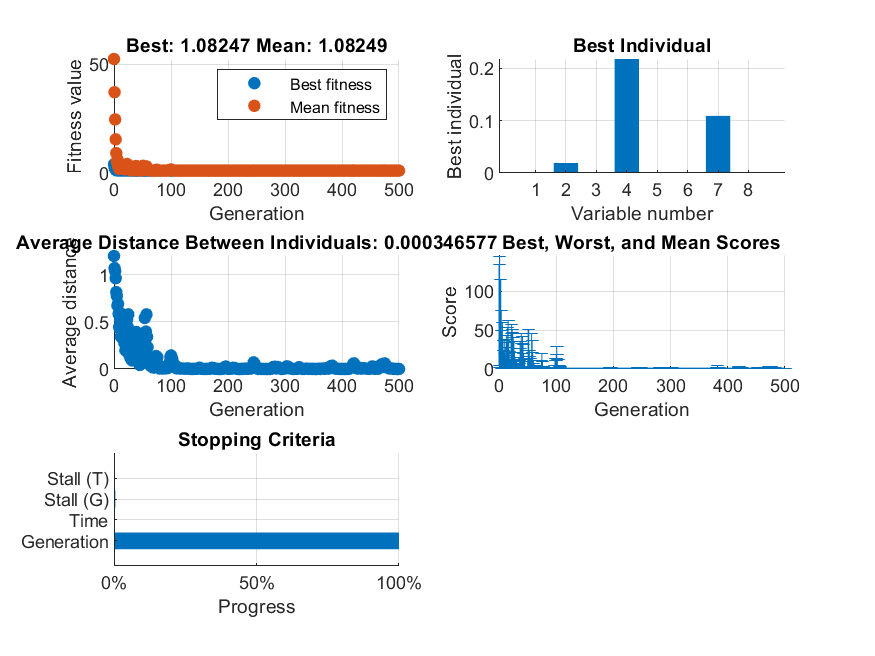 Best: 1.08247 Mean: 1.08249
Fitness value
50
0
Best fitness
Mean fitness
0 100 200 300 400 500
Generation
Best Individual
Best individual
0.2
0.1
0
1 2 3 4 5 6 7 8
Variable number
Average Distance Between Individuals: 0.000346577
Average distance
1
0.5
0
0 100 200 300 400 500
Generation
Best, Worst, and Mean Scores
Score
100
50
0
0 100 200 300 400 500
Generation
Stopping Criteria
Stall (T)
Stall (G)
Time
Generation
0% 50% 100%
Progress